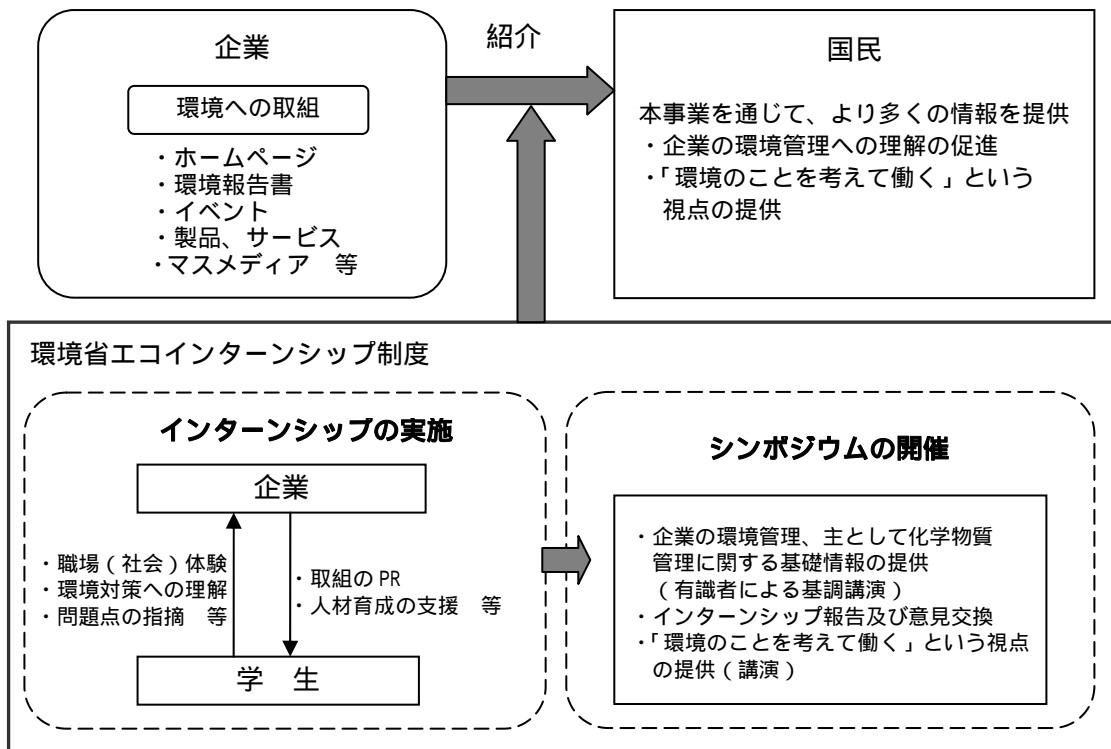 企業
環境への取組
・ホームページ
・環境報告書
・イベント
・製品、サービス
・マスメディア 等
紹介
国民
本事業を通じて、より多くの情報を提供
・企業の環境管理への理解の促進
・「環境のことを考えて働く」という
視点の提供
環境省エコインターンシップ制度
インターンシップの実施
企業
・職場（社会）体験
・環境対策への理解
・問題点の指摘 等
・取組の PR
・人材育成の支援 等
学 生
シンポジウムの開催
・企業の環境管理、主として化学物質
管理に関する基礎情報の提供
（有識者による基調講演）
・インターンシップ報告及び意見交換
・「環境のことを考えて働く」という視点
の提供（講演）